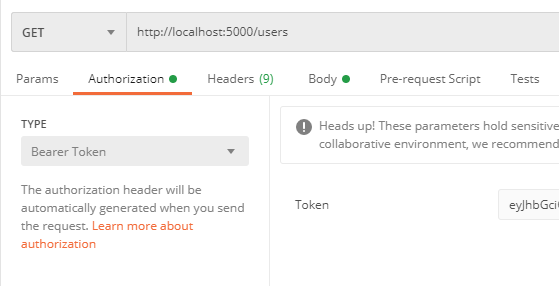 GET http://localhost:5000/users
Params Authorization Headers (9) Body Pre-request Script Tests
TYPE
Bearer Token
The authorization header will be
automatically generated when you send
the request. Learn more about
authorization
Heads up! These parameters hold sensitive
collaborative environment, we recommend
Token